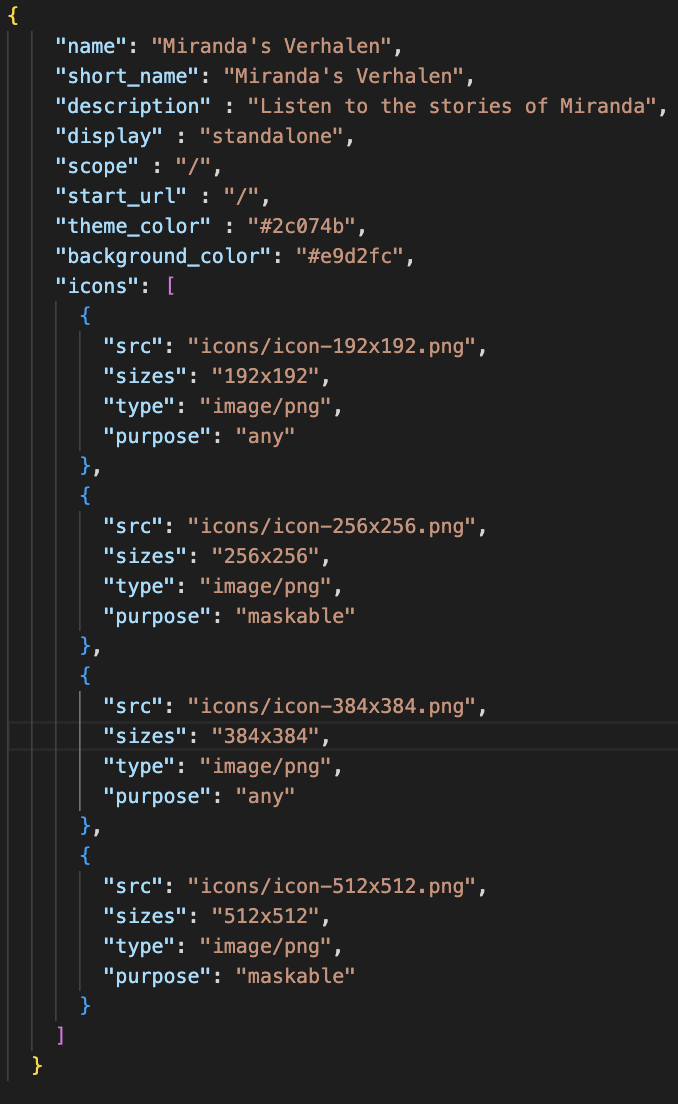 {
"name": "Miranda's Verhalen",
"short_name": "Miranda's Verhalen",
"description" : "Listen to the stories of Miranda",
"display" : "standalone",
"scope" : "/",
"start_url" : "/",
"theme_color" : "#2c074b",
"background_color": "#e9d2fc",
"icons": [
{
"src": "icons/icon-192x192.png",
"sizes": "192x192",
"type": "image/png",
"purpose": "any"
},
{
"src": "icons/icon-256x256.png",
"sizes": "256x256",
"type": "image/png",
"purpose": "maskable"
},
{
"src": "icons/icon-384x384.png",
"sizes": "384x384",
"type": "image/png",
"purpose": "any"
},
{
"src": "icons/icon-512x512.png",
"sizes": "512x512",
"type": "image/png",
"purpose": "maskable"
}
]
}